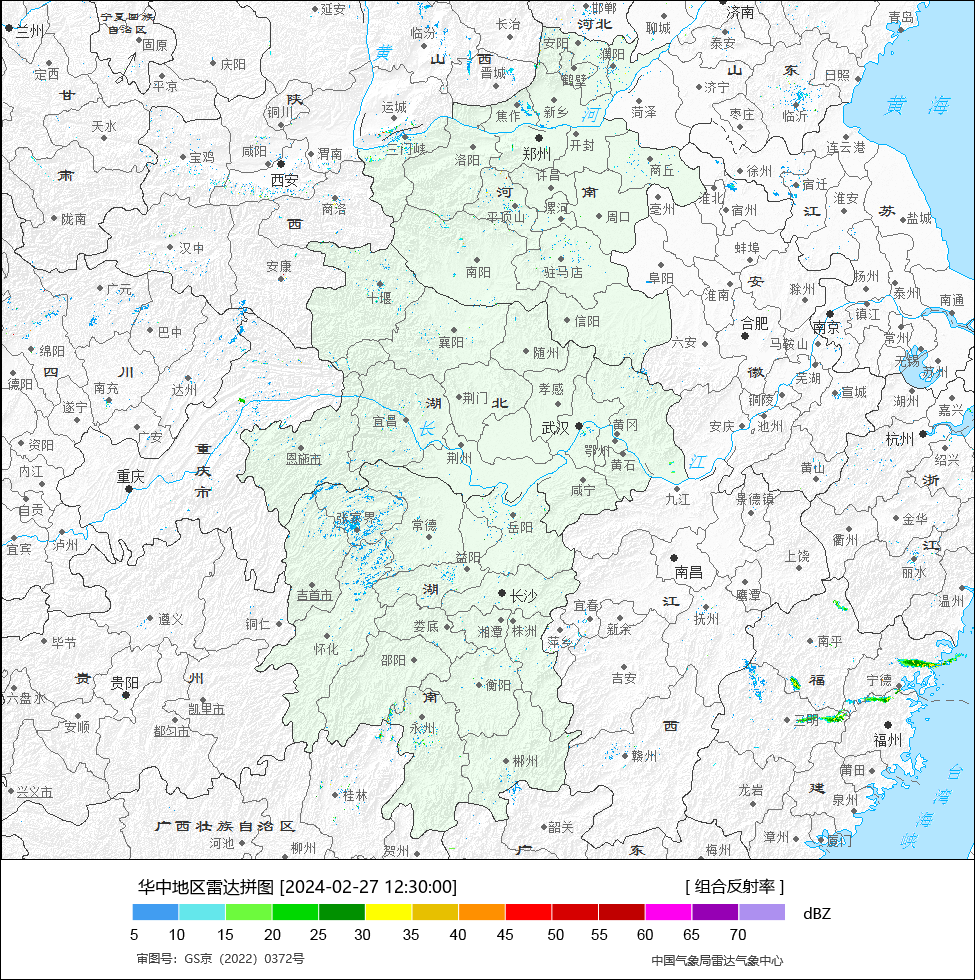 延安
邯郸
济南
宁夏回族
自治区
临汾
长治
河北
聊城
青岛
兰州
固原
黄
安阳
濮阳
泰安
定西
庆阳
山
西
晋城
鹤壁
山
东
日照
甘
平凉
陕
运城
焦作
新乡
河
菏泽
济宁
枣庄
临沂
黄 海
天水
铜川
三门峡
郑州
开封
连云港
宝鸡
咸阳
渭南
洛阳
商丘
徐州
肃
西安
河
许昌
南
淮北
宿迁
陇南
商洛
平顶山
漯河
周口
亳州
宿州
江
淮安
苏
盐城
西
汉中
安康
南阳
驻马店
阜阳
蚌埠
安
扬州
广元
十堰
淮南
滁州
泰州
南通
巴中
襄阳
信阳
合肥
南京
镇江
绵阳
随州
六安
马鞍山
常州
无锡
苏州
德阳
四
川
南充
达州
孝感
徽
芜湖
宣城
湖州
遂宁
湖
荆门
北
铜陵
嘉兴
广安
宜昌
长
武汉
黄冈
安庆
池州
杭州
资阳
重
庆
市
恩施市
荆州
鄂州
黄石
江
黄山
绍兴
内江
重庆
咸宁
九江
景德镇
浙
自贡
张家界
常德
岳阳
金华
宜宾
泸州
益阳
南昌
上饶
衢州
江
丽水
吉首市
湖
长沙
宜春
江
鹰潭
温州
遵义
铜仁
娄底
湘潭
株洲
萍乡
新余
抚州
毕节
怀化
邵阳
南平
贵
贵阳
州
衡阳
吉安
福
宁德
六盘水
凯里市
南
安顺
都匀市
永州
西
三明
福州
郴州
赣州
莆田
台
兴义市
桂林
龙岩
建
泉州
湾
广西壮族自治区
韶关
漳州
厦门
海
河池
柳州
贺州
广
东
梅州
峡
华中地区雷达拼图 [2024-02-27 12:30:00]
[ 组合反射率 ]
dBZ
5 10 15 20 25 30 35 40 45 50 55 60 65 70
审图号：GS京（2022）0372号
中国气象局雷达气象中心